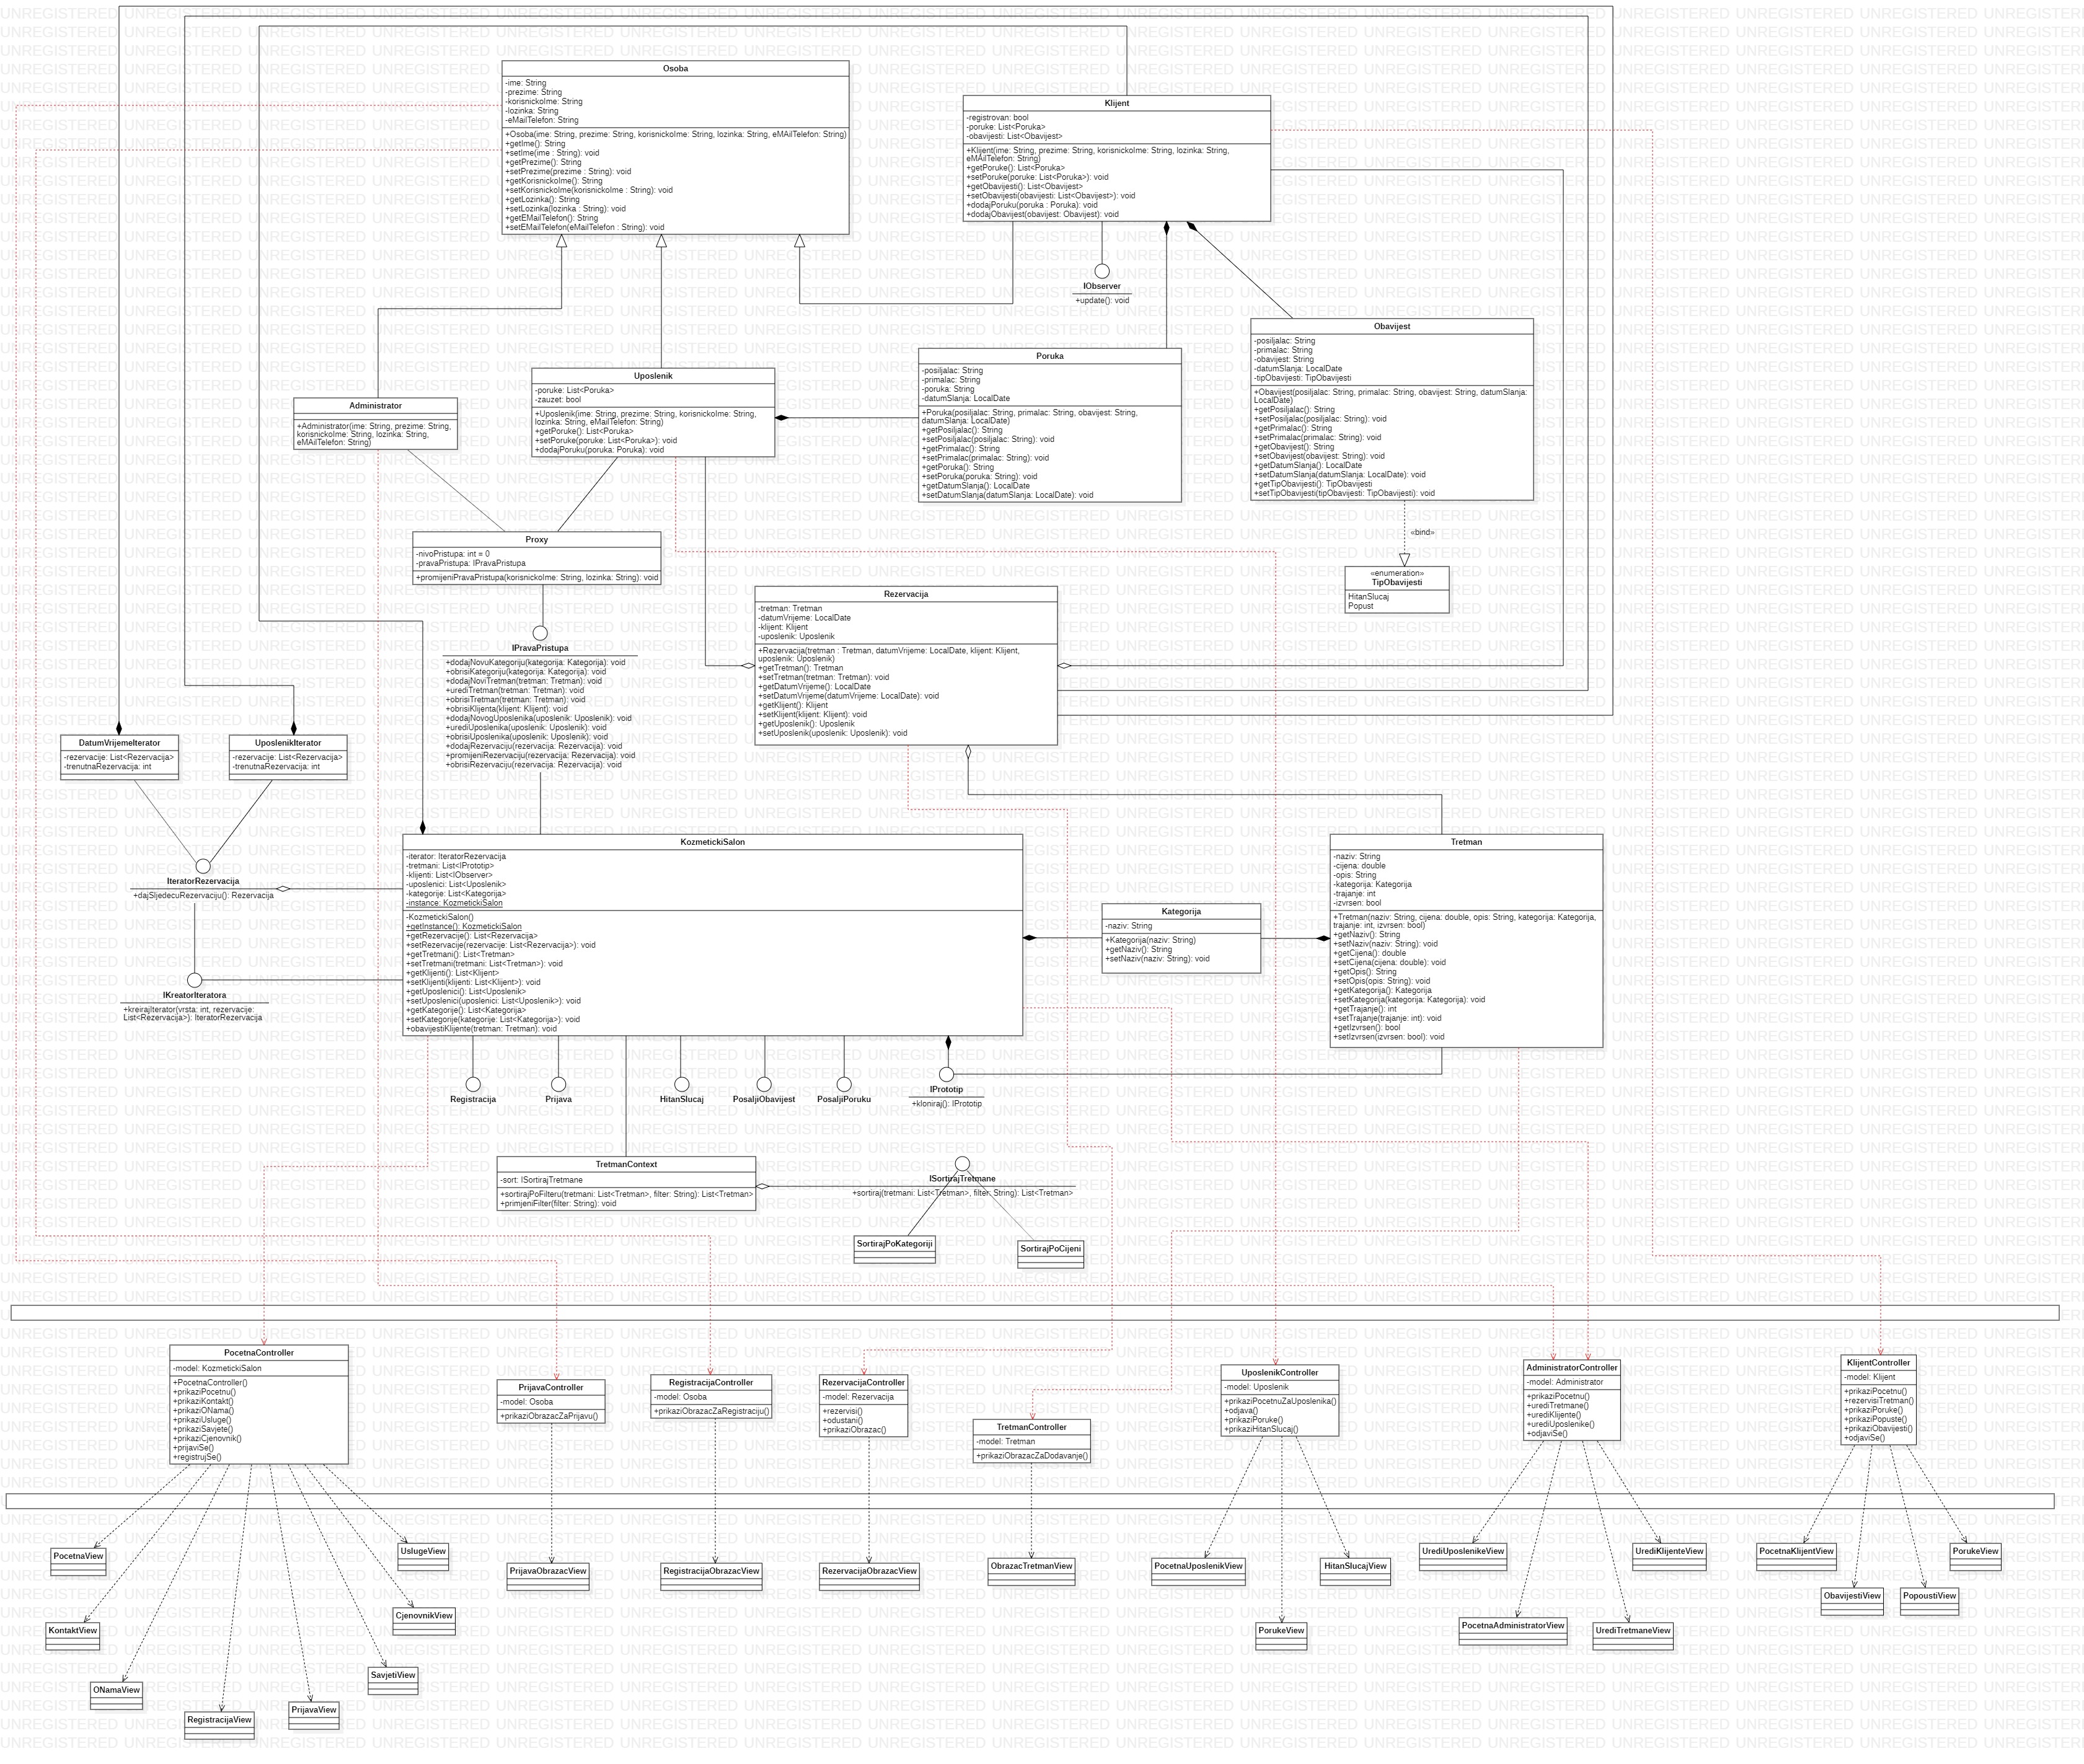 Osoba
-ime: String
-prezime: String
-korisnickoIme: String
-lozinka: String
-eMailTelefon: String
+Osoba(ime: String, prezime: String, korisnickoIme: String, lozinka: String, eMAilTelefon: String)
+getIme(): String
+setIme(ime : String): void
+getPrezime(): String
+setPrezime(prezime : String): void
+getKorisnickoIme(): String
+setKorisnickoIme(korisnickoIme : String): void
+getLozinka(): String
+setLozinka(lozinka : String): void
+getEMailTelefon(): String
+setEMailTelefon(eMailTelefon : String): void
Klijent
-registrovan: bool
-poruke: List<Poruka>
-obavijesti: List<Obavijest>
+Klijent(ime: String, prezime: String, korisnickoIme: String, lozinka: String,
eMAilTelefon: String)
+getPoruke(): List<Poruka>
+setPoruke(poruke: List<Poruka>): void
+getObavijesti(): List<Obavijest>
+setObavijesti(obavijesti: List<Obavijest>): void
+dodajPoruku(poruka : Poruka): void
+dodajObavijest(obavijest: Obavijest): void
IObserver
+update(): void
Obavijest
-posiljalac: String
-primalac: String
-obavijest: String
-datumSlanja: LocalDate
-tipObavijesti: TipObavijesti
+Obavijest(posiljalac: String, primalac: String, obavijest: String, datumSlanja:
LocalDate)
+getPosiljalac(): String
+setPosiljalac(posiljalac: String): void
+getPrimalac(): String
+setPrimalac(primalac: String): void
+getObavijest(): String
+setObavijest(obavijest: String): void
+getDatumSlanja(): LocalDate
+setDatumSlanja(datumSlanja: LocalDate): void
+getTipObavijesti(): TipObavijesti
+setTipObavijesti(tipObavijesti: TipObavijesti): void
Poruka
-posiljalac: String
-primalac: String
-poruka: String
-datumSlanja: LocalDate
+Poruka(posiljalac: String, primalac: String, obavijest: String,
datumSlanja: LocalDate)
+getPosiljalac(): String
+setPosiljalac(posiljalac: String): void
+getPrimalac(): String
+setPrimalac(primalac: String): void
+getPoruka(): String
+setPoruka(poruka: String): void
+getDatumSlanja(): LocalDate
+setDatumSlanja(datumSlanja: LocalDate): void
Uposlenik
-poruke: List<Poruka>
-zauzet: bool
+Uposlenik(ime: String, prezime: String, korisnickoIme: String,
lozinka: String, eMailTelefon: String)
+getPoruke(): List<Poruka>
+setPoruke(poruke: List<Poruka>): void
+dodajPoruku(poruka: Poruka): void
Administrator
+Administrator(ime: String, prezime: String,
korisnickoIme: String, lozinka: String,
eMAilTelefon: String)
«bind»
«enumeration»
TipObavijesti
HitanSlucaj
Popust
Proxy
-nivoPristupa: int = 0
-pravaPristupa: IPravaPristupa
+promijeniPravaPristupa(korisnickoIme: String, lozinka: String): void
IPravaPristupa
+dodajNovuKategoriju(kategorija: Kategorija): void
+obrisiKategoriju(kategorija: Kategorija): void
+dodajNoviTretman(tretman: Tretman): void
+urediTretman(tretman: Tretman): void
+obrisiTretman(tretman: Tretman): void
+obrisiKlijenta(klijent: Klijent): void
+dodajNovogUposlenika(uposlenik: Uposlenik): void
+urediUposlenika(uposlenik: Uposlenik): void
+obrisiUposlenika(uposlenik: Uposlenik): void
+dodajRezervaciju(rezervacija: Rezervacija): void
+promijeniRezervaciju(rezervacija: Rezervacija): void
+obrisiRezervaciju(rezervacija: Rezervacija): void
Rezervacija
-tretman: Tretman
-datumVrijeme: LocalDate
-klijent: Klijent
-uposlenik: Uposlenik
+Rezervacija(tretman : Tretman, datumVrijeme: LocalDate, klijent: Klijent,
uposlenik: Uposlenik)
+getTretman(): Tretman
+setTretman(tretman: Tretman): void
+getDatumVrijeme(): LocalDate
+setDatumVrijeme(datumVrijeme: LocalDate): void
+getKlijent(): Klijent
+setKlijent(klijent: Klijent): void
+getUposlenik(): Uposlenik
+setUposlenik(uposlenik: Uposlenik): void
DatumVrijemeIterator
-rezervacije: List<Rezervacija>
-trenutnaRezervacija: int
UposlenikIterator
-rezervacije: List<Rezervacija>
-trenutnaRezervacija: int
IteratorRezervacija
+dajSljedecuRezervaciju(): Rezervacija
IKreatorIteratora
+kreirajIterator(vrsta: int, rezervacije:
List<Rezervacija>): IteratorRezervacija
KozmetickiSalon
-iterator: IteratorRezervacija
-tretmani: List<IPrototip>
-klijenti: List<IObserver>
-uposlenici: List<Uposlenik>
-kategorije: List<Kategorija>
-instance: KozmetickiSalon
-KozmetickiSalon()
+getInstance(): KozmetickiSalon
+getRezervacije(): List<Rezervacija>
+setRezervacije(rezervacije: List<Rezervacija>): void
+getTretmani(): List<Tretman>
+setTretmani(tretmani: List<Tretman>): void
+getKlijenti(): List<Klijent>
+setKlijenti(klijenti: List<Klijent>): void
+getUposlenici(): List<Uposlenik>
+setUposlenici(uposlenici: List<Uposlenik>): void
+getKategorije(): List<Kategorija>
+setKategorije(kategorije: List<Kategorija>): void
+obavijestiKlijente(tretman: Tretman): void
Kategorija
-naziv: String
+Kategorija(naziv: String)
+getNaziv(): String
+setNaziv(naziv: String): void
Tretman
-naziv: String
-cijena: double
-opis: String
-kategorija: Kategorija
-trajanje: int
-izvrsen: bool
+Tretman(naziv: String, cijena: double, opis: String, kategorija: Kategorija,
trajanje: int, izvrsen: bool)
+getNaziv(): String
+setNaziv(naziv: String): void
+getCijena(): double
+setCijena(cijena: double): void
+getOpis(): String
+setOpis(opis: String): void
+getKategorija(): Kategorija
+setKategorija(kategorija: Kategorija): void
+getTrajanje(): int
+setTrajanje(trajanje: int): void
+getIzvrsen(): bool
+setIzvrsen(izvrsen: bool): void
Registracija
Prijava
HitanSlucaj
PosaljiObavijest
PosaljiPoruku
IPrototip
+kloniraj(): IPrototip
TretmanContext
-sort: ISortirajTretmane
+sortirajPoFilteru(tretmani: List<Tretman>, filter: String): List<Tretman>
+primjeniFilter(filter: String): void
ISortirajTretmane
+sortiraj(tretmani: List<Tretman>, filter: String): List<Tretman>
SortirajPoKategoriji
SortirajPoCijeni
PocetnaController
-model: KozmetickiSalon
+PocetnaController()
+prikaziPocetnu()
+prikaziKontakt()
+prikaziONama()
+prikaziUsluge()
+prikaziSavjete()
+prikaziCjenovnik()
+prijaviSe()
+registrujSe()
PrijavaController
-model: Osoba
+prikaziObrazacZaPrijavu()
RegistracijaController
-model: Osoba
+prikaziObrazacZaRegistraciju()
RezervacijaController
-model: Rezervacija
+rezervisi()
+odustani()
+prikaziObrazac()
TretmanController
-model: Tretman
+prikaziObrazacZaDodavanje()
UposlenikController
-model: Uposlenik
+prikaziPocetnuZaUposlenika()
+odjava()
+prikaziPoruke()
+prikaziHitanSlucaj()
AdministratorController
-model: Administrator
+prikaziPocetnu()
+urediTretmane()
+urediKlijente()
+urediUposlenike()
+odjaviSe()
KlijentController
-model: Klijent
+prikaziPocetnu()
+rezervisiTretman()
+prikaziPoruke()
+prikaziPopuste()
+prikaziObavijesti()
+odjaviSe()
PocetnaView
UslugeView
KontaktView
CjenovnikView
ONamaView
SavjetiView
RegistracijaView
PrijavaView
PrijavaObrazacView
RegistracijaObrazacView
RezervacijaObrazacView
ObrazacTretmanView
PocetnaUposlenikView
HitanSlucajView
PorukeView
UrediUposlenikeView
UrediKlijenteView
PocetnaAdministratorView
UrediTretmaneView
PocetnaKlijentView
PorukeView
ObavijestiView
PopoustiView